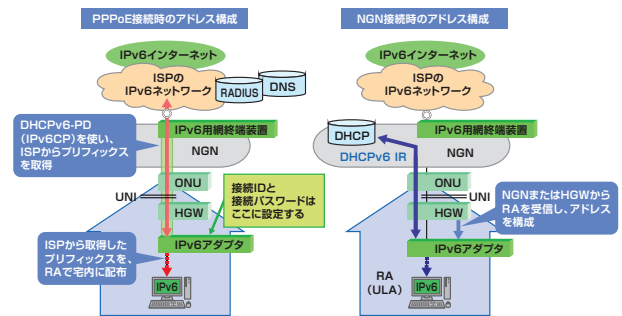 PPPoE接続時のアドレス構成
IPv6インターネット
ISPの
IPv6ネットワーク
RADIUS
DNS
DHCPv6-PD
(IPv6CP)を使い、
ISPからプリフィックス
を取得
IPv6用網終端装置
NGN
ONU
UNI
HGW
接続IDと
接続パスワードは
ここに設定する
IPv6アダプタ
ISPから取得した
プリフィックスを、
RAで宅内に配布
IPv6
NGN接続時のアドレス構成
IPv6インターネット
ISPの
IPv6ネットワーク
IPv6用網終端装置
DHCP
DHCPv6 IR
NGN
ONU
UNI
HGW
NGNまたはHGWから
RAを受信し、アドレス
を構成
IPv6アダプタ
RA
(ULA)
IPv6